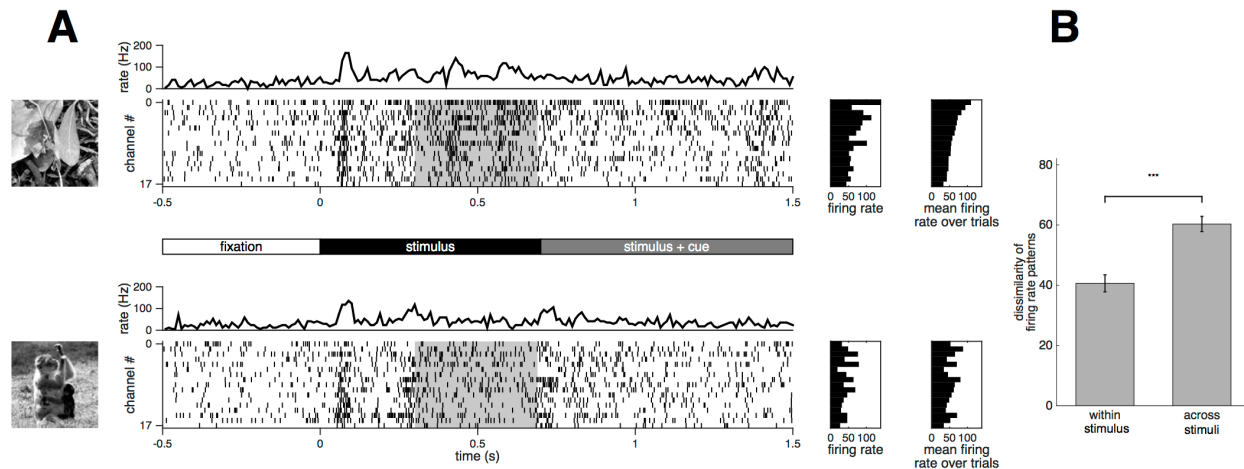 A
B
rate (Hz)
200
100
0
channel #
0
17
-0.5
0
0.5
1
1.5
0 50 100
firing rate
0 50 100
mean firing
rate over trials
fixation
stimulus
stimulus + cue
rate (Hz)
200
100
0
channel #
0
17
-0.5
0
0.5
1
1.5
time (s)
0 50 100
firing rate
0 50 100
mean firing
rate over trials
dissimilarity of
firing rate patterns
80
60
40
20
0
***
within
stimulus
across
stimuli